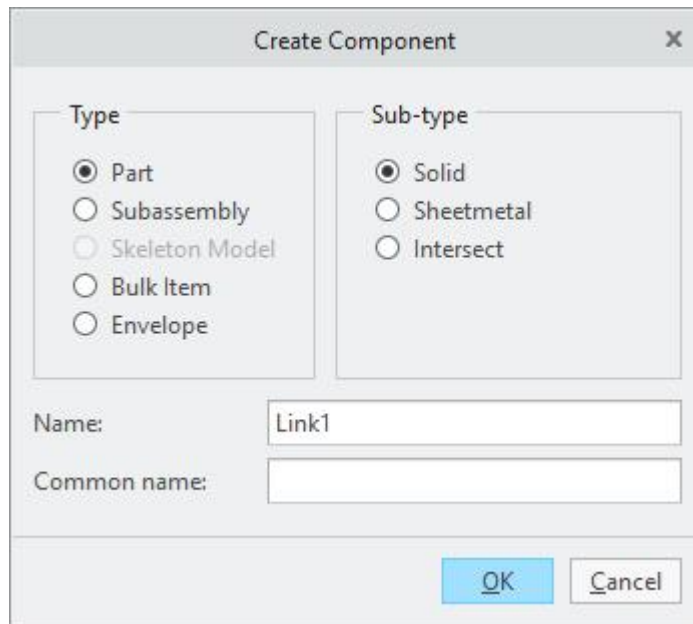 Create Component
Type
Part
Subassembly
Skeleton Model
Bulk Item
Envelope
Sub-type
Solid
Sheetmetal
Intersect
Name: Link1
Common name:
OK Cancel